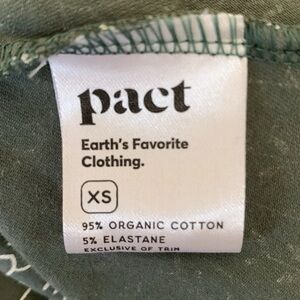 pact
Earth's Favorite
Clothing.
XS
95% ORGANIC COTTON
5% ELASTANE
EXCLUSIVE OF TRIM